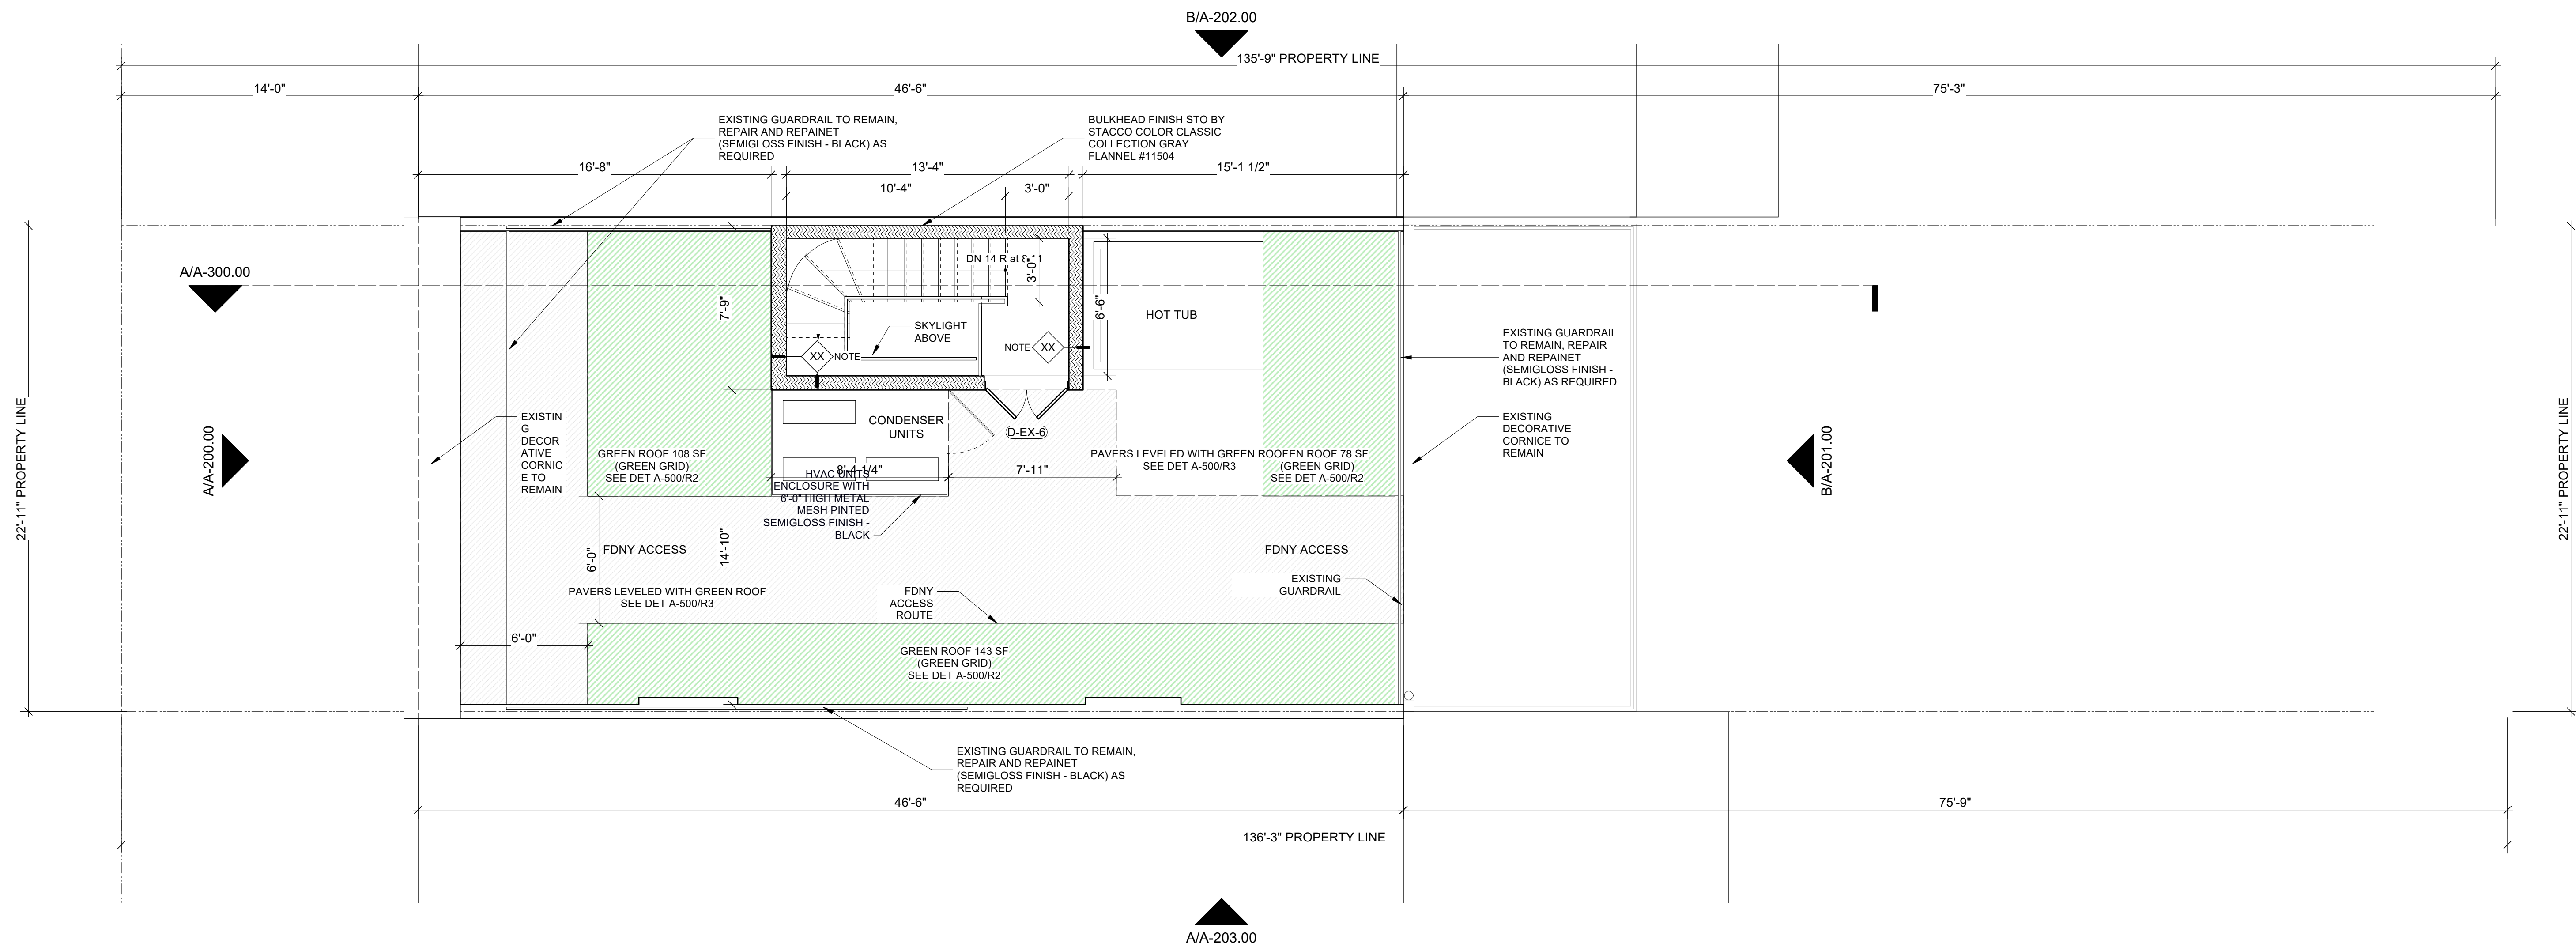 B/A-202.00
135'-9" PROPERTY LINE
14'-0"
46'-6"
75'-3"
EXISTING GUARDRAIL TO REMAIN,
REPAIR AND REPAINET
(SEMIGLOSS FINISH - BLACK) AS
REQUIRED
BULKHEAD FINISH STO BY
STACCO COLOR CLASSIC
COLLECTION GRAY
FLANNEL #11504
16'-8"
13'-4"
15'-1 1/2"
10'-4"
3'-0"
A/A-300.00
DN 14 R at
3'-0"
7'-9"
6'-6"
HOT TUB
SKYLIGHT
ABOVE
XX
NOTE
NOTE
XX
EXISTING GUARDRAIL
TO REMAIN, REPAIR
AND REPAINET
(SEMIGLOSS FINISH -
BLACK) AS REQUIRED
22'-11" PROPERTY LINE
A/A-200.00
EXISTIN
G
DECOR
ATIVE
CORNIC
E TO
REMAIN
GREEN ROOF 108 SF
(GREEN GRID)
SEE DET A-500/R2
CONDENSER
UNITS
D-EX-6
8'-4 1/4"
7'-11"
HVAC UNITS
ENCLOSURE WITH
6'-0" HIGH METAL
MESH PINTED
SEMIGLOSS FINISH -
BLACK
PAVERS LEVELED WITH GREEN ROOF
SEE DET A-500/R3
EN ROOF 78 SF
(GREEN GRID)
SEE DET A-500/R2
EXISTING
DECORATIVE
CORNICE TO
REMAIN
B/A-201.00
22'-11" PROPERTY LINE
6'-0"
FDNY ACCESS
14'-10"
FDNY ACCESS
PAVERS LEVELED WITH GREEN ROOF
SEE DET A-500/R3
FDNY
ACCESS
ROUTE
EXISTING
GUARDRAIL
6'-0"
GREEN ROOF 143 SF
(GREEN GRID)
SEE DET A-500/R2
EXISTING GUARDRAIL TO REMAIN,
REPAIR AND REPAINET
(SEMIGLOSS FINISH - BLACK) AS
REQUIRED
46'-6"
75'-9"
136'-3" PROPERTY LINE
A/A-203.00